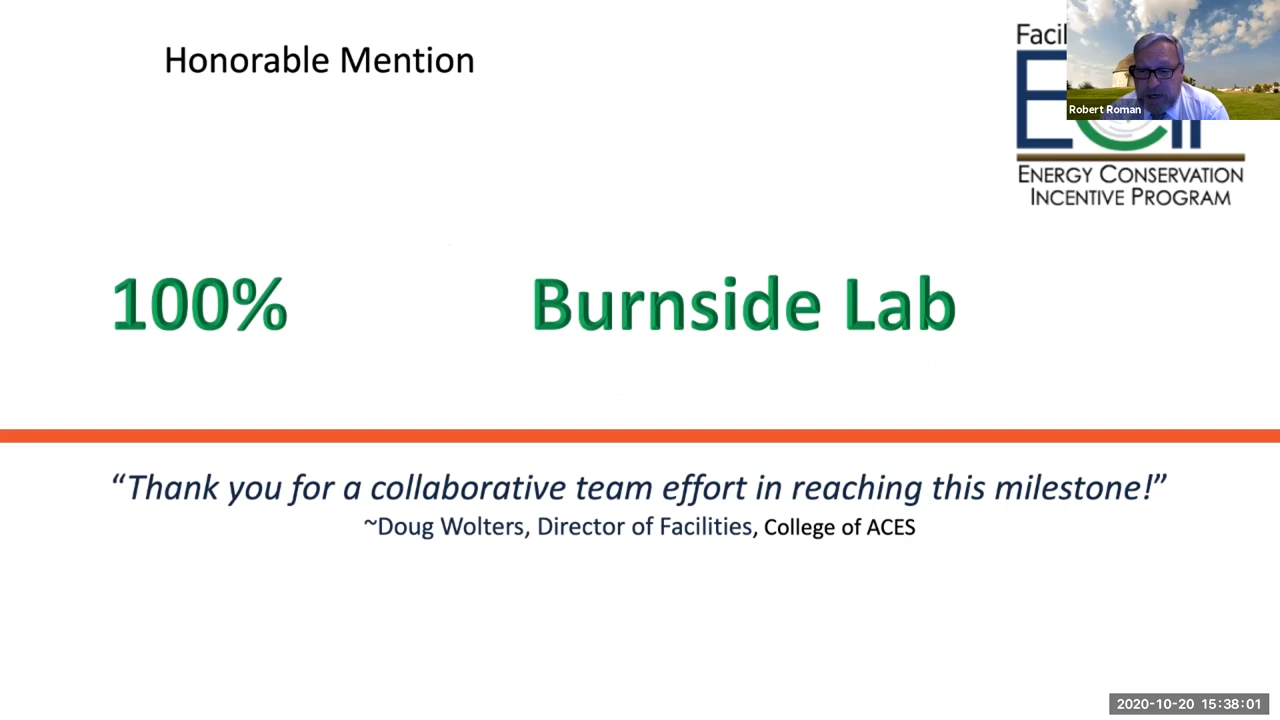 Honorable Mention
Facil
Robert Roman
ENERGY CONSERVATION
INCENTIVE PROGRAM
100%
Burnside Lab
“Thank you for a collaborative team effort in reaching this milestone!”
~Doug Wolters, Director of Facilities, College of ACES
2020-10-20 15:38:01